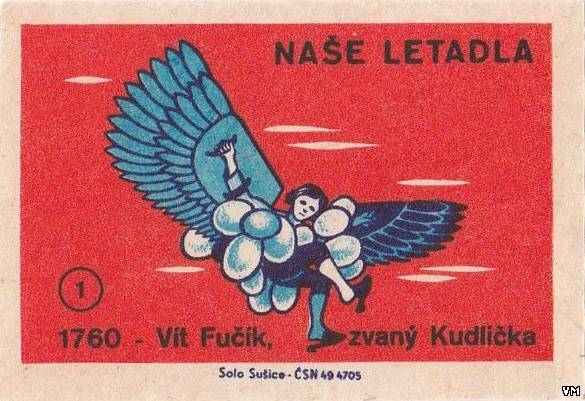 NAŠE LETADLA
1
1760 - Vít Fučík, zvaný Kudlička
Solo Sušice - ČSN 49 4705
VM